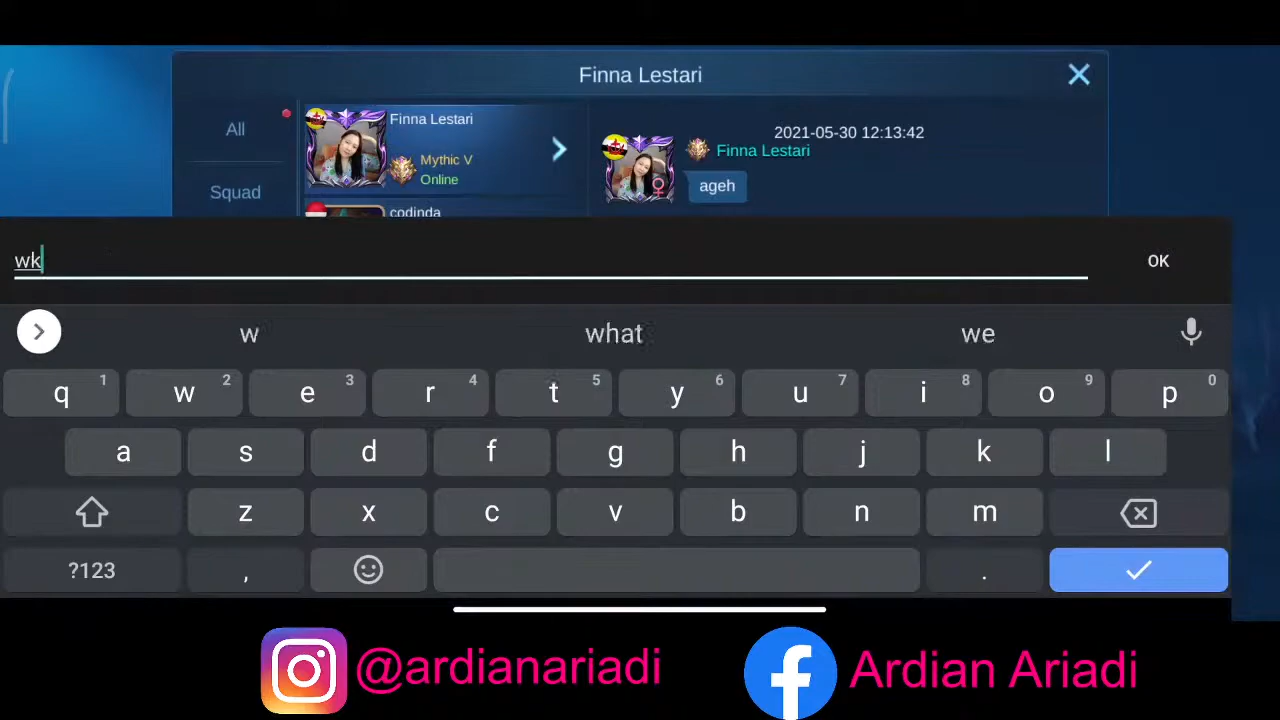 Finna Lestari
All
Squad
Finna Lestari
Mythic V
Online
codinda
2021-05-30 12:13:42
Finna Lestari
ageh
wk
OK
w what we
q 1 w 2 e 3 r 4 t 5 y 6 u 7 i 8 o 9 p 0
a s d f g h j k l
z x c v b n m
?123 , .
@ardianariadi
Ardian Ariadi